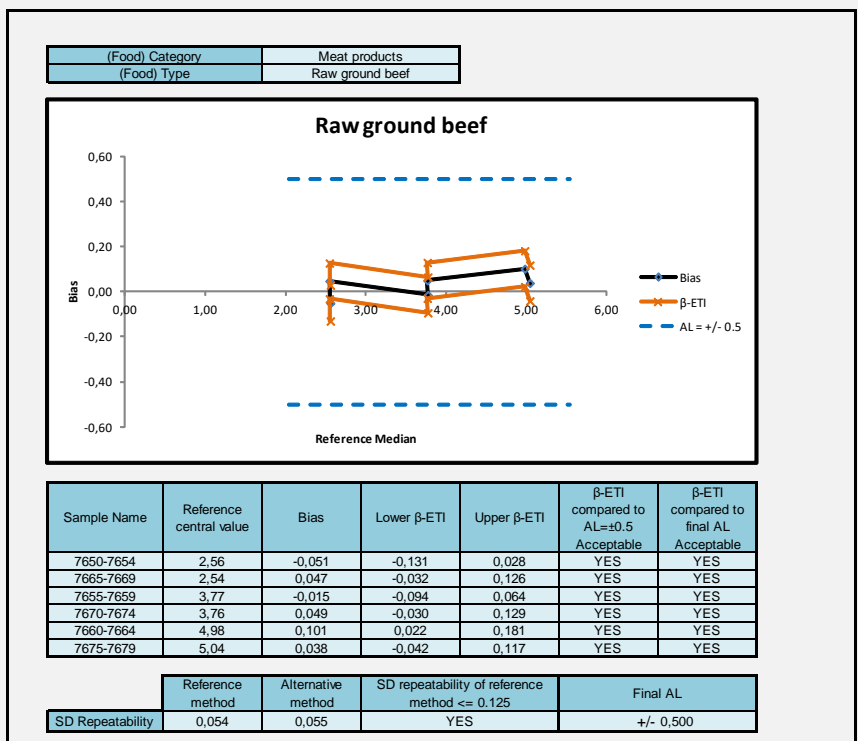 (Food) Category Meat products
(Food) Type Raw ground beef
Raw ground beef
0,60
0,40
0,20
0,00
-0,20
-0,40
-0,60
0,00 1,00 2,00 3,00 4,00 5,00 6,00
Bias
Reference Median
Bias
β-ETI
AL = +/- 0.5
Sample Name Reference central value Bias Lower β-ETI Upper β-ETI β-ETI compared to AL=±0.5 Acceptable β-ETI compared to final AL Acceptable
7650-7654 2,56 -0,051 -0,131 0,028 YES YES
7665-7669 2,54 0,047 -0,032 0,126 YES YES
7655-7659 3,77 -0,015 -0,094 0,064 YES YES
7670-7674 3,76 0,049 -0,030 0,129 YES YES
7660-7664 4,98 0,101 0,022 0,181 YES YES
7675-7679 5,04 0,038 -0,042 0,117 YES YES
Reference method Alternative method SD repeatability of reference method <= 0.125 Final AL
SD Repeatability 0,054 0,055 YES +/- 0,500